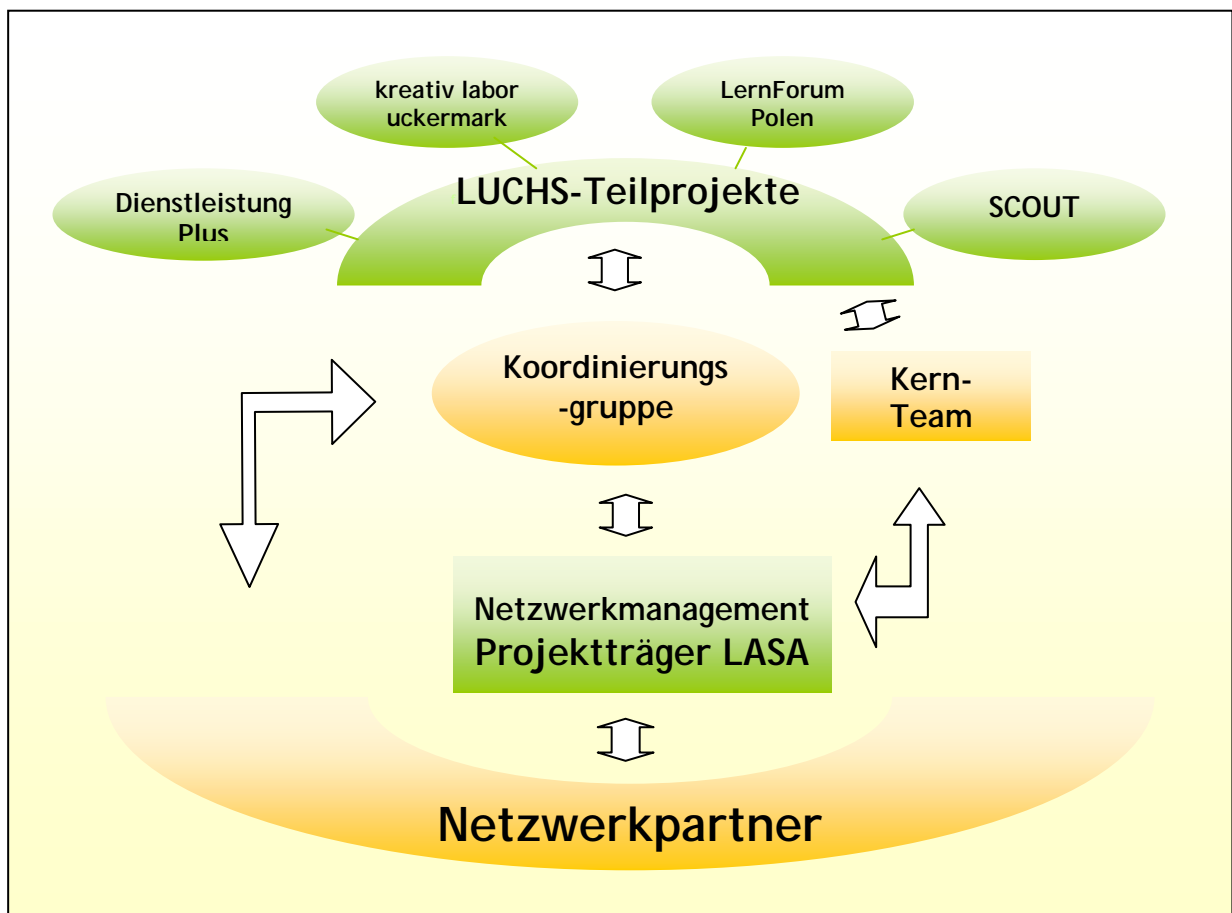 kreativ labor
uckermark
LernForum
Polen
Dienstleistung
Plus
LUCHS-Teilprojekte
SCOUT
Koordinierungs
-gruppe
Kern-
Team
Netzwerkmanagement
Projektträger LASA
Netzwerkpartner